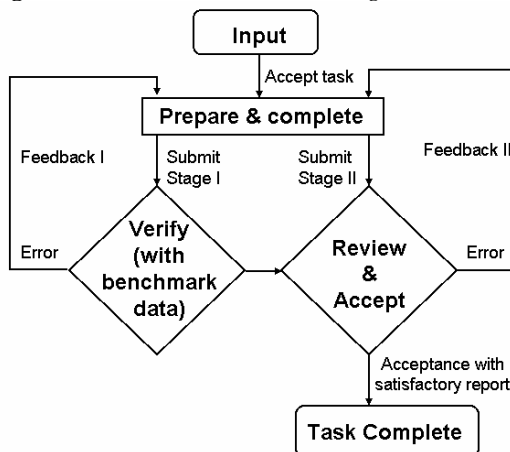 Input
Accept task
Prepare & complete
Feedback I
Submit
Stage I
Submit
Stage II
Feedback II
Verify
(with
benchmark
data)
Review
&
Accept
Error
Error
Acceptance with
satisfactory report
Task Complete